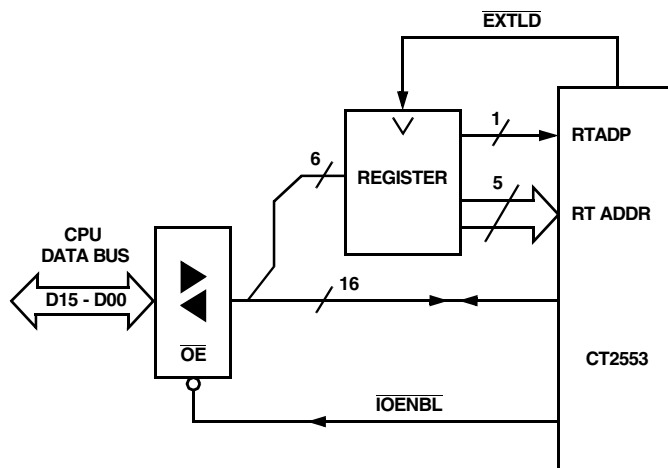 EXTLD
1
RTADP
6
REGISTER
5
RT ADDR
CPU
DATA BUS
D15 - D00
16
OE
CT2553
IOENBL